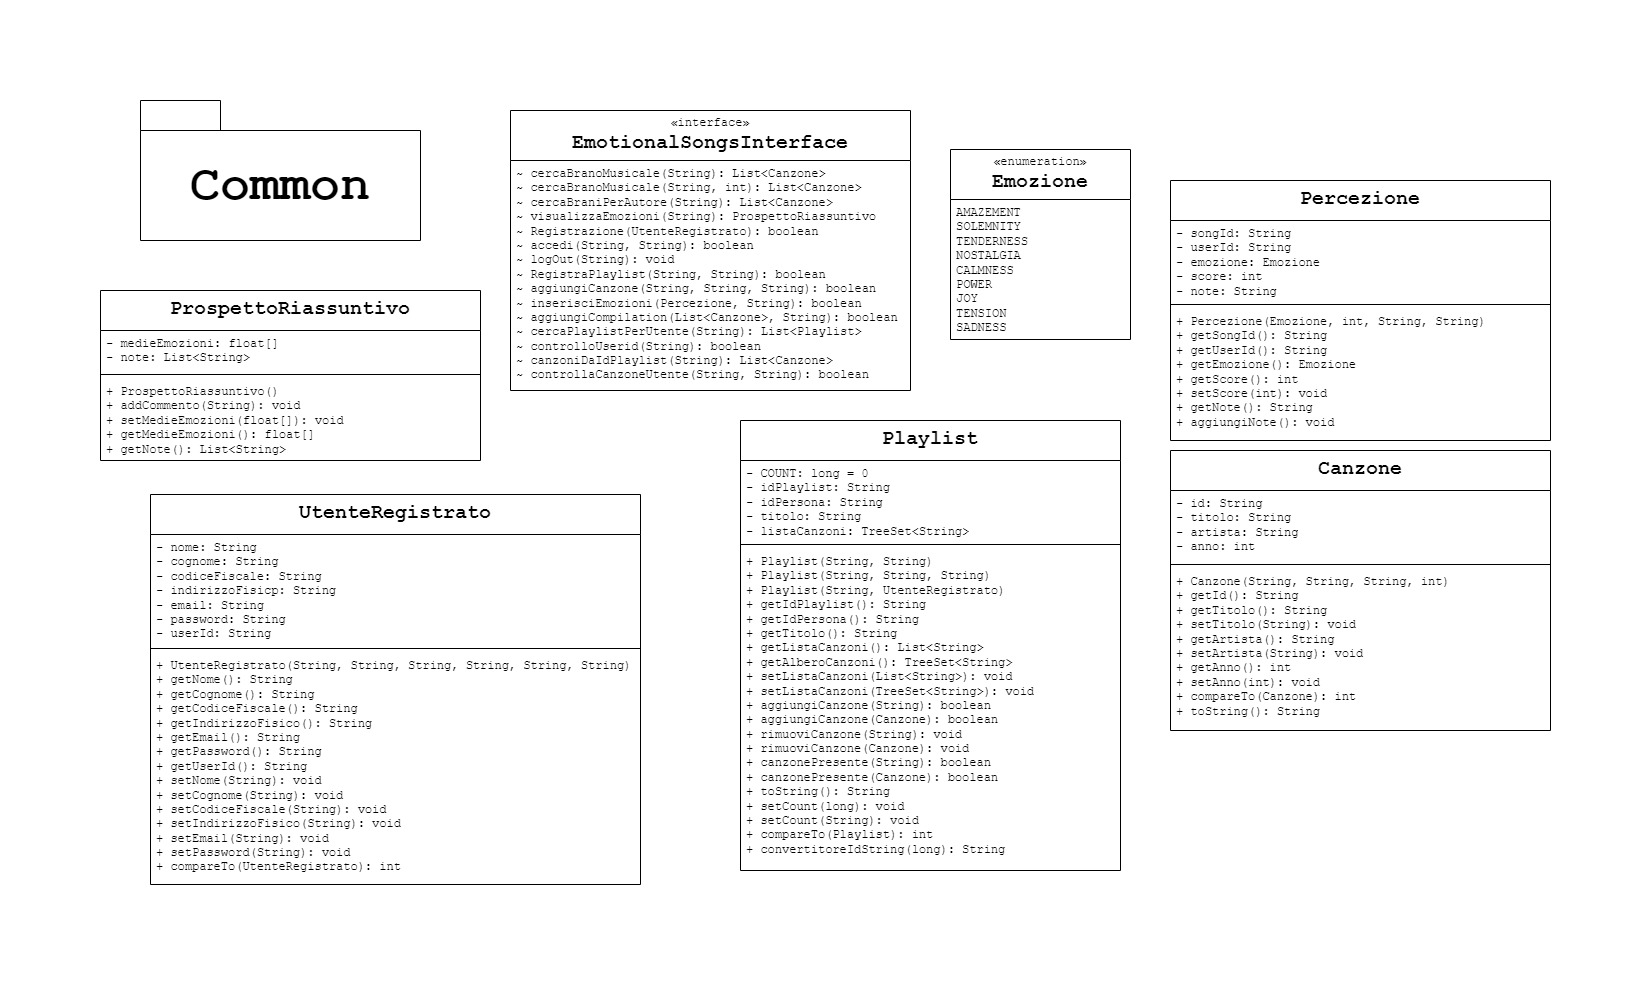 Common
«interface»
EmotionalSongsInterface
~ cercaBranoMusicale(String): List<Canzone>
~ cercaBranoMusicale(String, int): List<Canzone>
~ cercaBraniPerAutore(String): List<Canzone>
~ visualizzaEmozioni(String): ProspettoRiassuntivo
~ Registrazione(UtenteRegistrato): boolean
~ accedi(String, String): boolean
~ logOut(String): void
~ RegistraPlaylist(String, String): boolean
~ aggiungiCanzone(String, String, String): boolean
~ inserisciEmozioni(Percezione, String): boolean
~ aggiungiCompilation(List<Canzone>, String): boolean
~ cercaPlaylistPerUtente(String): List<Playlist>
~ controlloUserid(String): boolean
~ canzoniDaIdPlaylist(String): List<Canzone>
~ controllaCanzoneUtente(String, String): boolean
«enumeration»
Emozione
AMAZEMENT
SOLEMNITY
TENDERNESS
NOSTALGIA
CALMNESS
POWER
JOY
TENSION
SADNESS
Percezione
- songId: String
- userId: String
- emozione: Emozione
- score: int
- note: String
+ Percezione(Emozione, int, String, String)
+ getSongId(): String
+ getUserId(): String
+ getEmozione(): Emozione
+ getScore(): int
+ setScore(int): void
+ getNote(): String
+ aggiungiNote(): void
ProspettoRiassuntivo
- medieEmozioni: float[]
- note: List<String>
+ ProspettoRiassuntivo()
+ addCommento(String): void
+ setMedieEmozioni(float[]): void
+ getMedieEmozioni(): float[]
+ getNote(): List<String>
Playlist
- COUNT: long = 0
- idPlaylist: String
- idPersona: String
- titolo: String
- listaCanzoni: TreeSet<String>
+ Playlist(String, String)
+ Playlist(String, String, String)
+ Playlist(String, UtenteRegistrato)
+ getIdPlaylist(): String
+ getIdPersona(): String
+ getTitolo(): String
+ getListaCanzoni(): List<String>
+ getAlberoCanzoni(): TreeSet<String>
+ setListaCanzoni(List<String>): void
+ setListaCanzoni(TreeSet<String>): void
+ aggiungiCanzone(String): boolean
+ aggiungiCanzone(Canzone): boolean
+ rimuoviCanzone(String): void
+ rimuoviCanzone(Canzone): void
+ canzonePresente(String): boolean
+ canzonePresente(Canzone): boolean
+ toString(): String
+ setCount(long): void
+ setCount(String): void
+ compareTo(Playlist): int
+ convertitoreIdString(long): String
Canzone
- id: String
- titolo: String
- artista: String
- anno: int
+ Canzone(String, String, String, int)
+ getId(): String
+ getTitolo(): String
+ setTitolo(String): void
+ getArtista(): String
+ setArtista(String): void
+ getAnno(): int
+ setAnno(int): void
+ compareTo(Canzone): int
+ toString(): String
UtenteRegistrato
- nome: String
- cognome: String
- codiceFiscale: String
- indirizzoFisicp: String
- email: String
- password: String
- userId: String
+ UtenteRegistrato(String, String, String, String, String, String)
+ getNome(): String
+ getCognome(): String
+ getCodiceFiscale(): String
+ getIndirizzoFisico(): String
+ getEmail(): String
+ getPassword(): String
+ getUserId(): String
+ setNome(String): void
+ setCognome(String): void
+ setCodiceFiscale(String): void
+ setIndirizzoFisico(String): void
+ setEmail(String): void
+ setPassword(String): void
+ compareTo(UtenteRegistrato): int